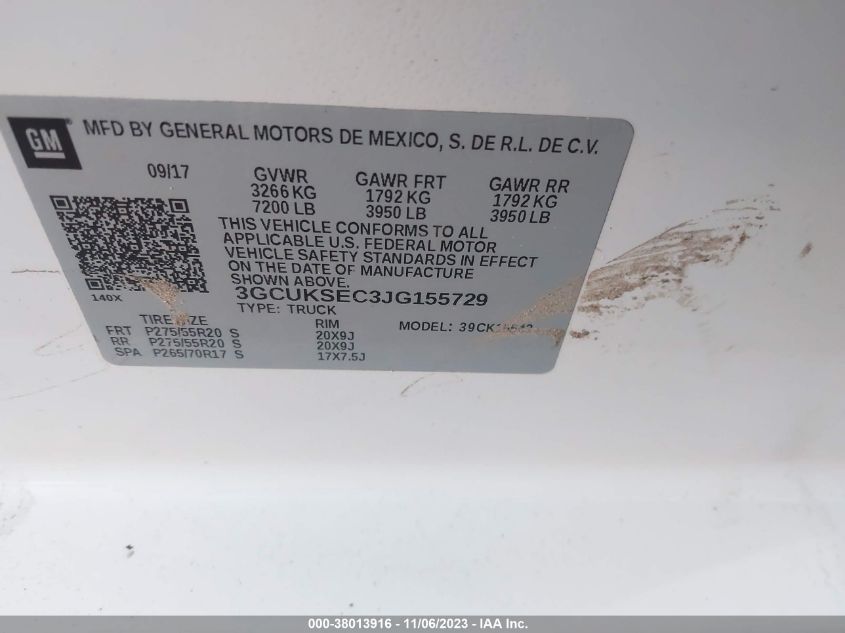 GM
MFD BY GENERAL MOTORS DE MEXICO, S. DE R.L. DE C.V.
09/17 GVWR GAWR FRT GAWR RR
3266 KG 1792 KG 1792 KG
7200 LB 3950 LB 3950 LB
THIS VEHICLE CONFORMS TO ALL
APPLICABLE U.S. FEDERAL MOTOR
VEHICLE SAFETY STANDARDS IN EFFECT
ON THE DATE OF MANUFACTURE
SHOWN ABOVE.
140X 3GCUKSEC3JG155729
TYPE: TRUCK
TIRE SIZE RIM MODEL:
FRT P275/55R20 S 20X9J
RR P275/55R20 S 20X9J
SPA P265/70R17 S 17X7.5J
000-38013916 - 11/06/2023 - IAA Inc.